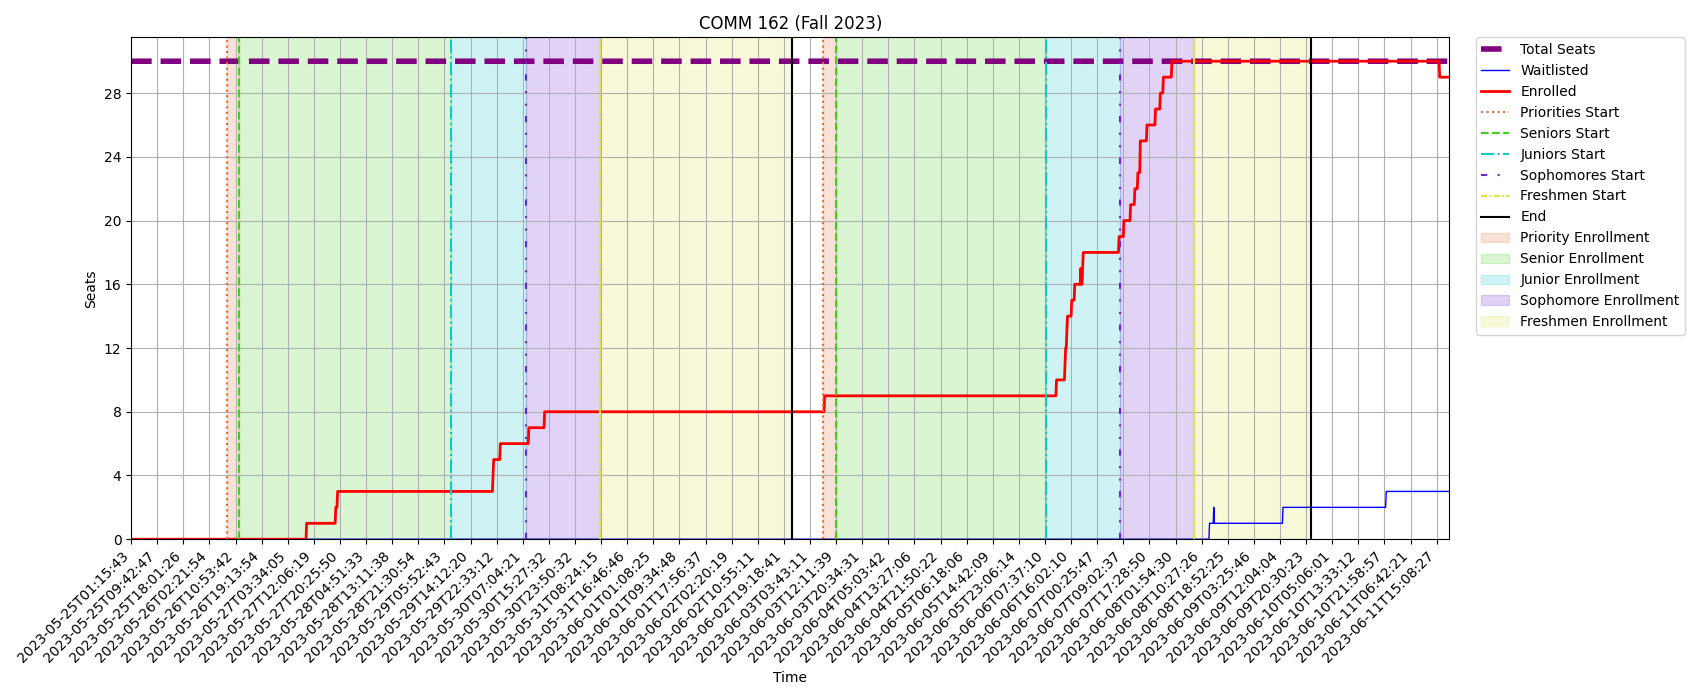 COMM 162 (Fall 2023)
Seats
28
24
20
16
12
8
4
0
2023-05-25T01:15:43
2023-05-25T09:42:47
2023-05-25T18:01:26
2023-05-26T02:21:54
2023-05-26T10:53:42
2023-05-26T19:13:54
2023-05-27T03:34:05
2023-05-27T12:06:19
2023-05-27T20:25:50
2023-05-28T04:51:33
2023-05-28T13:11:38
2023-05-28T21:30:54
2023-05-29T05:52:43
2023-05-29T14:12:20
2023-05-29T22:33:12
2023-05-30T07:04:21
2023-05-30T15:27:32
2023-05-30T23:50:32
2023-05-31T08:24:15
2023-05-31T16:46:46
2023-06-01T01:08:25
2023-06-01T09:34:48
2023-06-01T17:56:37
2023-06-02T02:20:19
2023-06-02T10:55:11
2023-06-02T19:18:41
2023-06-03T03:43:11
2023-06-03T12:11:39
2023-06-03T20:34:31
2023-06-04T05:03:42
2023-06-04T13:27:06
2023-06-04T21:50:22
2023-06-05T06:18:06
2023-06-05T14:42:09
2023-06-05T23:06:14
2023-06-06T07:37:10
2023-06-06T16:02:10
2023-06-07T00:25:47
2023-06-07T09:02:37
2023-06-07T17:28:50
2023-06-08T01:54:30
2023-06-08T10:27:26
2023-06-08T18:52:25
2023-06-09T03:25:46
2023-06-09T12:04:04
2023-06-09T20:30:23
2023-06-10T05:06:01
2023-06-10T13:33:12
2023-06-10T21:58:57
2023-06-11T06:42:21
2023-06-11T15:08:27
Time
Total Seats
Waitlisted
Enrolled
Priorities Start
Seniors Start
Juniors Start
Sophomores Start
Freshmen Start
End
Priority Enrollment
Senior Enrollment
Junior Enrollment
Sophomore Enrollment
Freshmen Enrollment